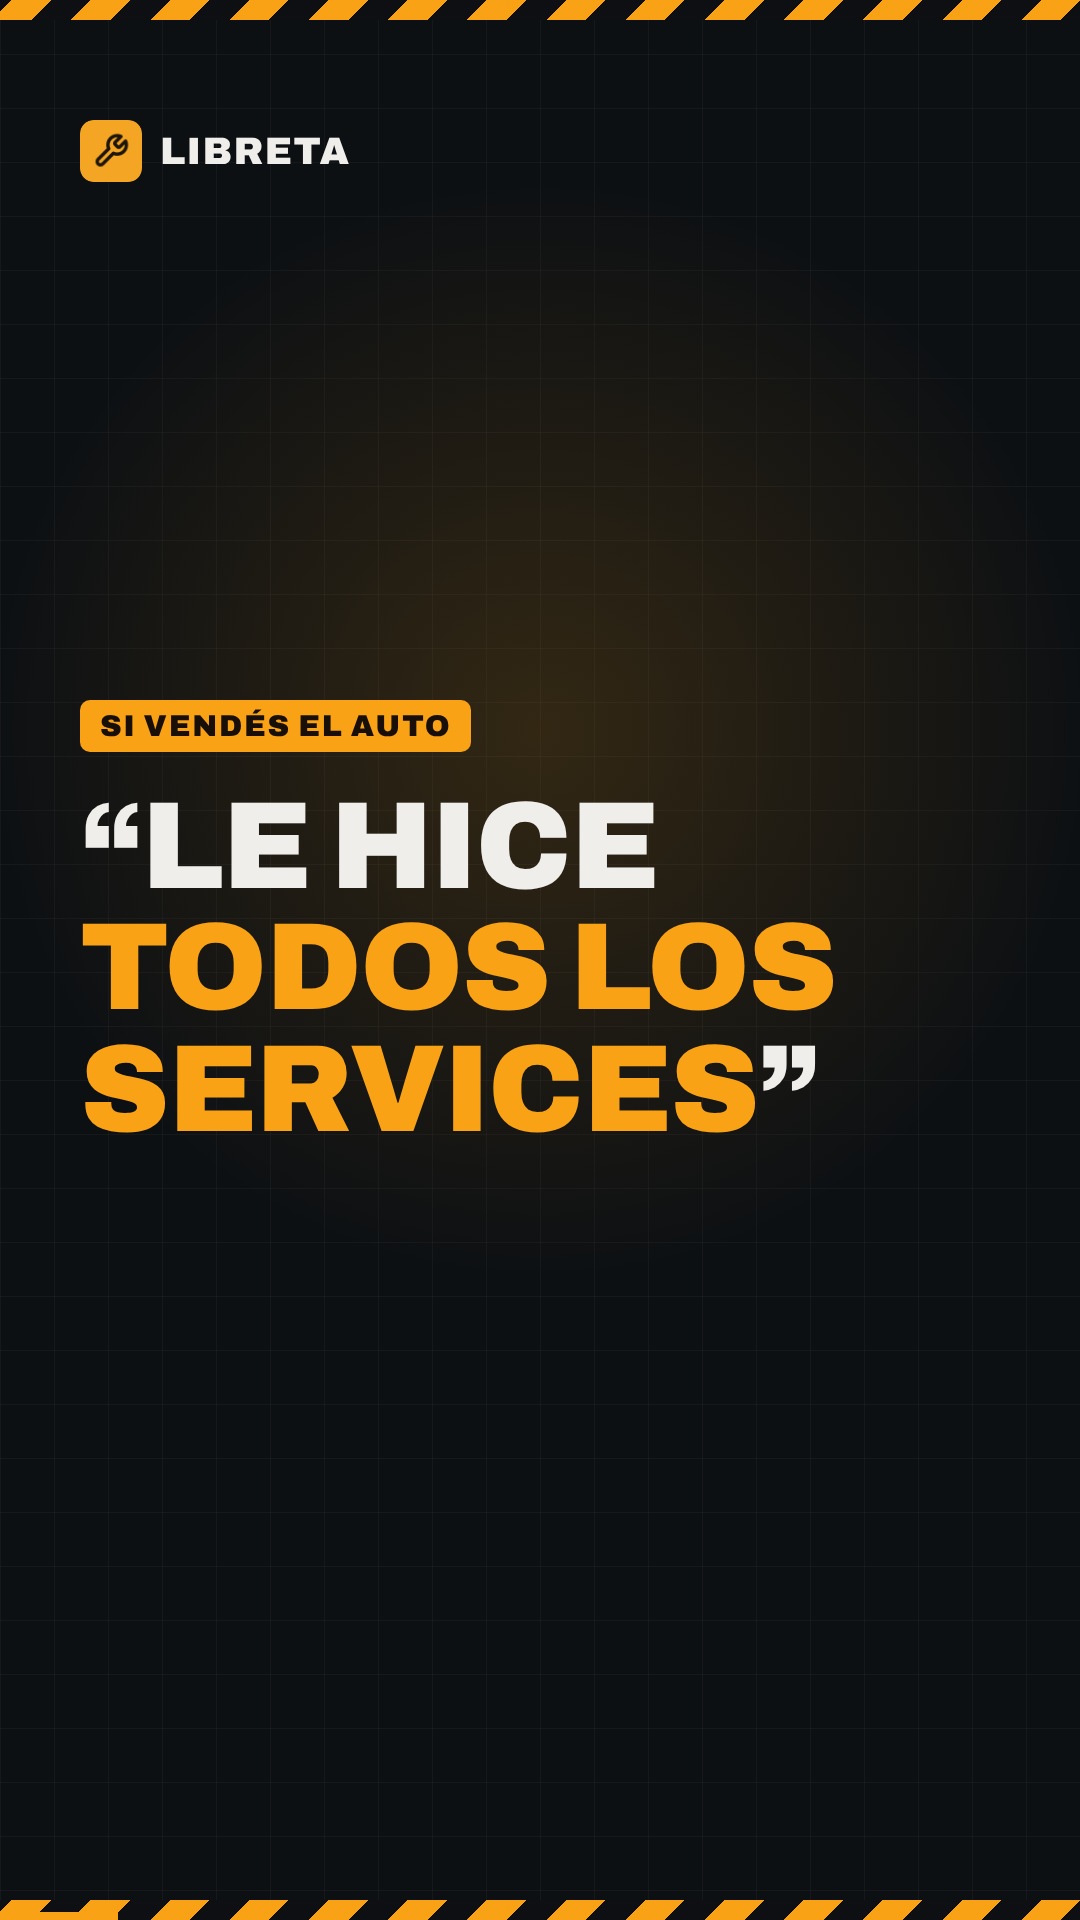 LIBRETA
SI VENDÉS EL AUTO
“LE HICE
TODOS LOS
SERVICES”